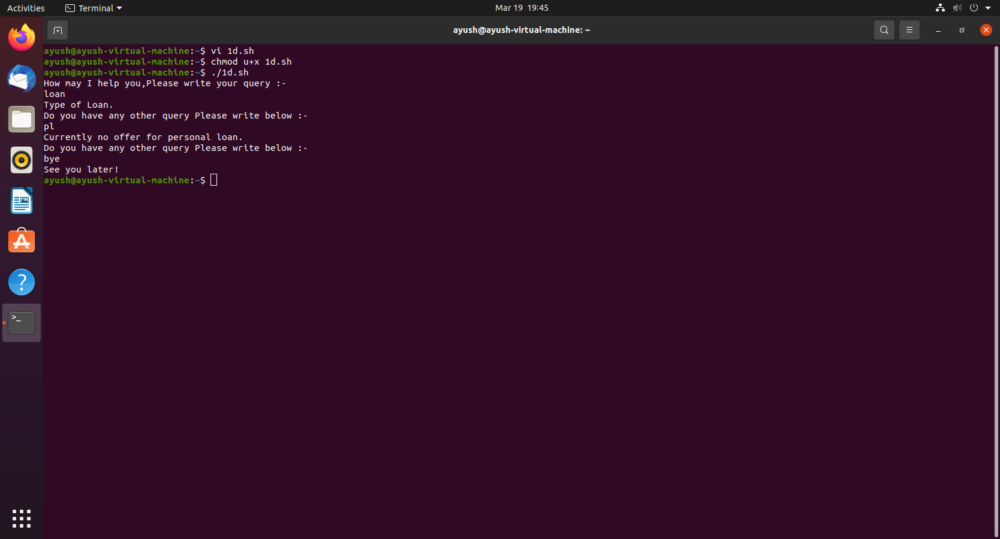 Activities
Terminal
Mar 19 19:45
ayush@ayush-virtual-machine: ~
ayush@ayush-virtual-machine:~$ vi 1d.sh
ayush@ayush-virtual-machine:~$ chmod u+x 1d.sh
ayush@ayush-virtual-machine:~$ ./1d.sh
How may I help you,Please write your query :-
loan
Type of Loan.
Do you have any other query Please write below :-
pl
Currently no offer for personal loan.
Do you have any other query Please write below :-
bye
See you later!
ayush@ayush-virtual-machine:~$